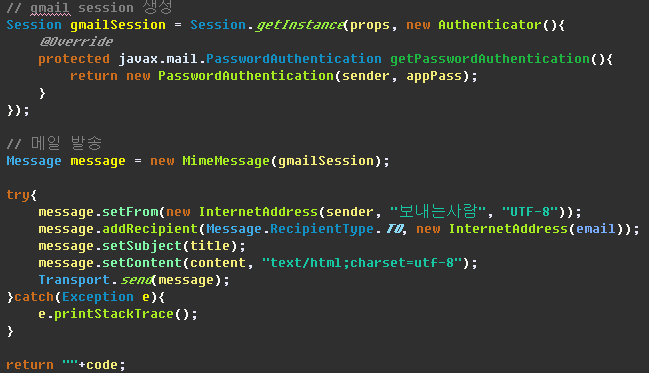 // gmail session 생성
Session gmailSession = Session.getInstance(props, new Authenticator(){
@Override
protected javax.mail.PasswordAuthentication getPasswordAuthentication(){
return new PasswordAuthentication(sender, appPass);
}
});
// 메일 발송
Message message = new MimeMessage(gmailSession);
try{
message.setFrom(new InternetAddress(sender, "보내는사람", "UTF-8"));
message.addRecipient(Message.RecipientType.TO, new InternetAddress(email));
message.setSubject(title);
message.setContent(content, "text/html;charset=utf-8");
Transport.send(message);
}catch(Exception e){
e.printStackTrace();
}
return ""+code;